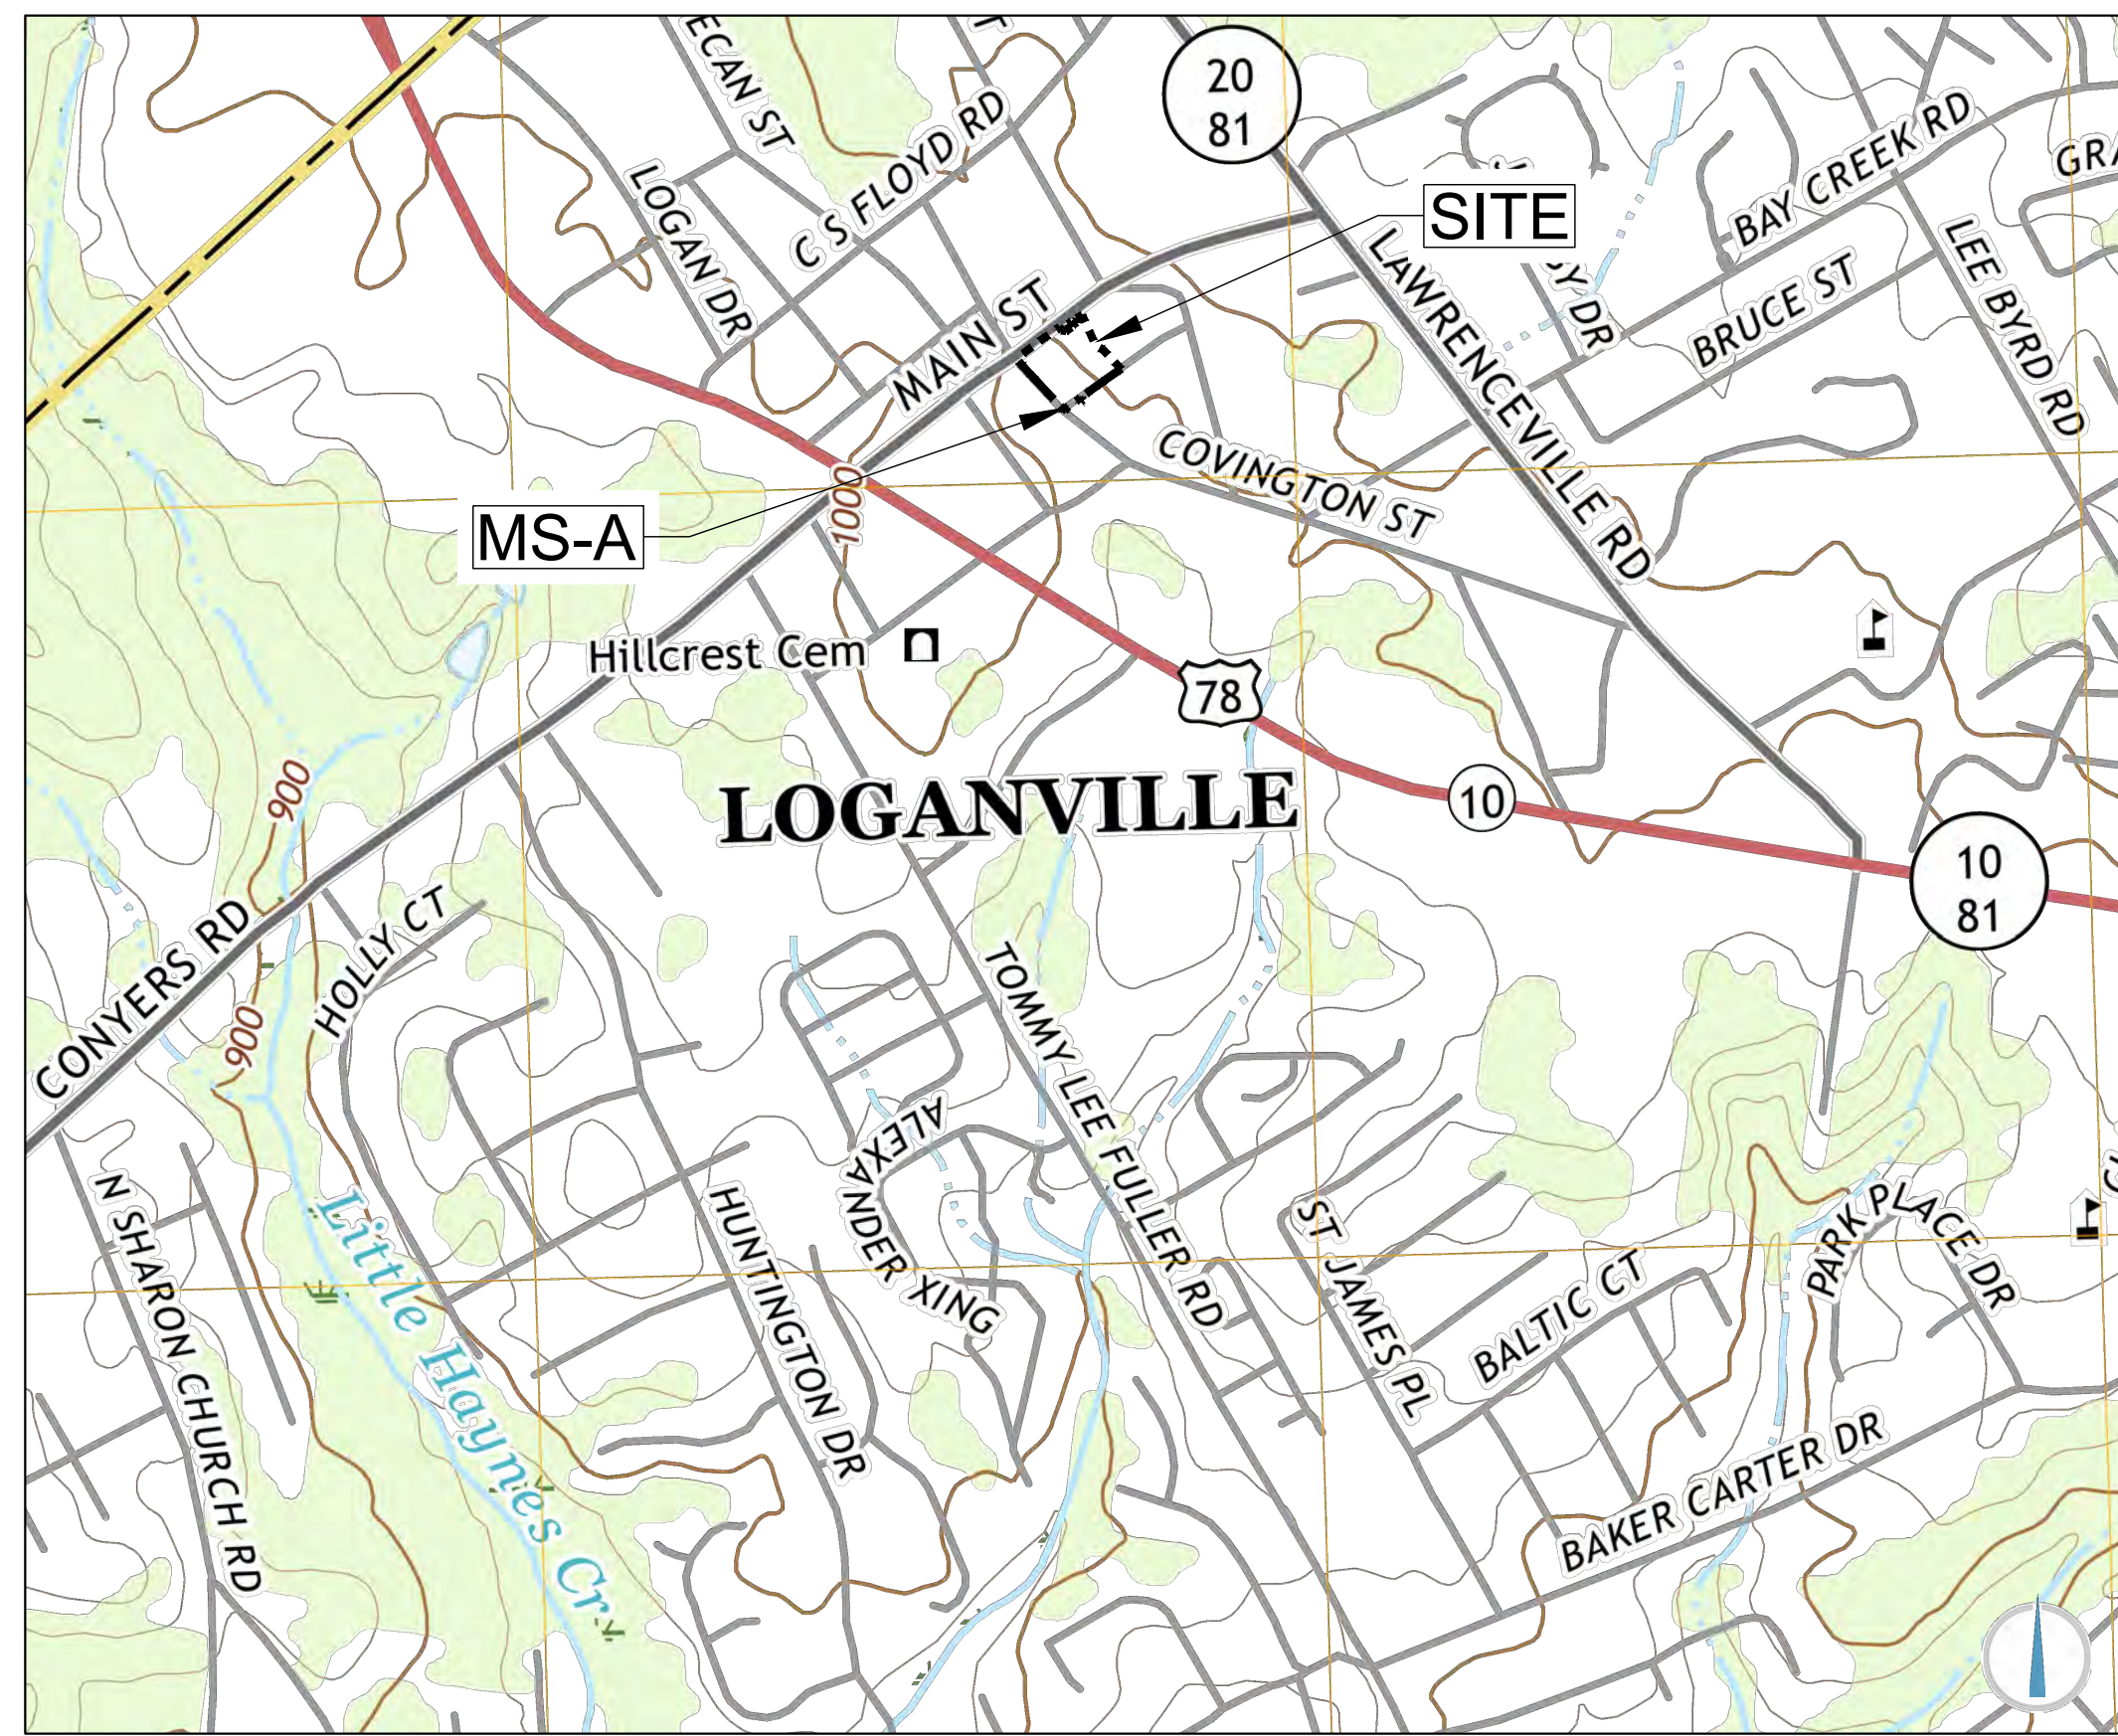 ECAN ST
C S FLOYD RD
LOGAN DR
20
81
SITE
MAIN ST
LAWRENCEVILLE RD
BY DR
BAY CREEK RD
BRUCE ST
LEE BYRD RD
GRA
COVINGTON ST
MS-A
1000
Hillcrest Cem
78
LOGANVILLE
10
10
81
900
900
CONYERS RD
HOLLY CT
TOMMY LEE FULLER RD
ALEXANDER XING
HUNTINGTON DR
N SHARON CHURCH RD
Little Haynes Cr
ST JAMES PL
BALTIC CT
PARK PLACE DR
BAKER CARTER DR